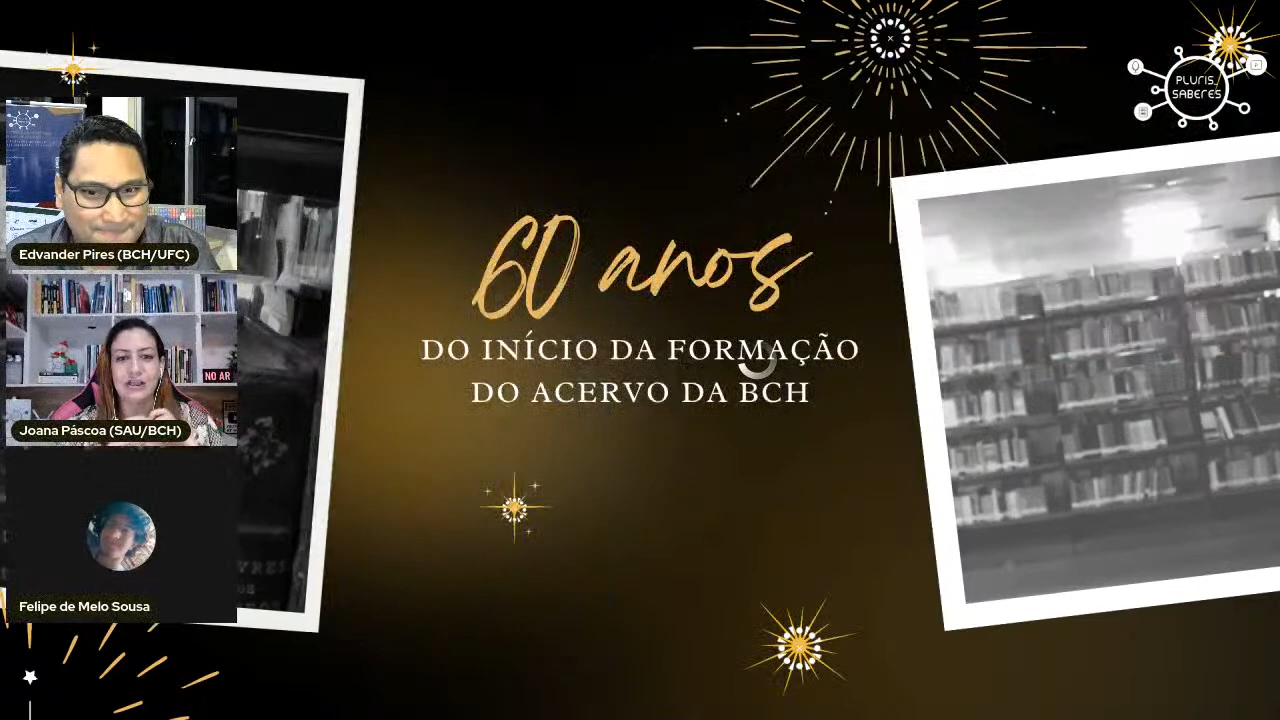 PLURIS
SABERES
Edvander Pires (BCH/UFC)
60 anos
DO INÍCIO DA FORMAÇÃO
DO ACERVO DA BCH
NO AR
Joana Páscoa (SAU/BCH)
Felipe de Melo Sousa